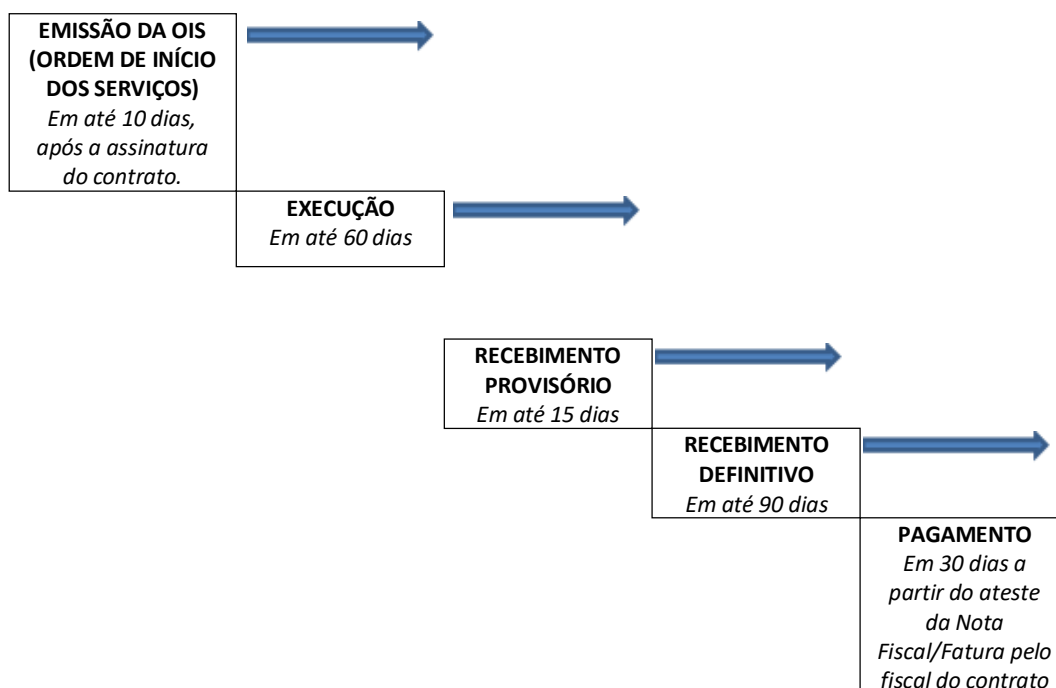 EMISSÃO DA OIS
(ORDEM DE INÍCIO
DOS SERVIÇOS)
Em até 10 dias,
após a assinatura
do contrato.
EXECUÇÃO
Em até 60 dias
RECEBIMENTO
PROVISÓRIO
Em até 15 dias
RECEBIMENTO
DEFINITIVO
Em até 90 dias
PAGAMENTO
Em 30 dias a
partir do ateste
da Nota
Fiscal/Fatura pelo
fiscal do contrato